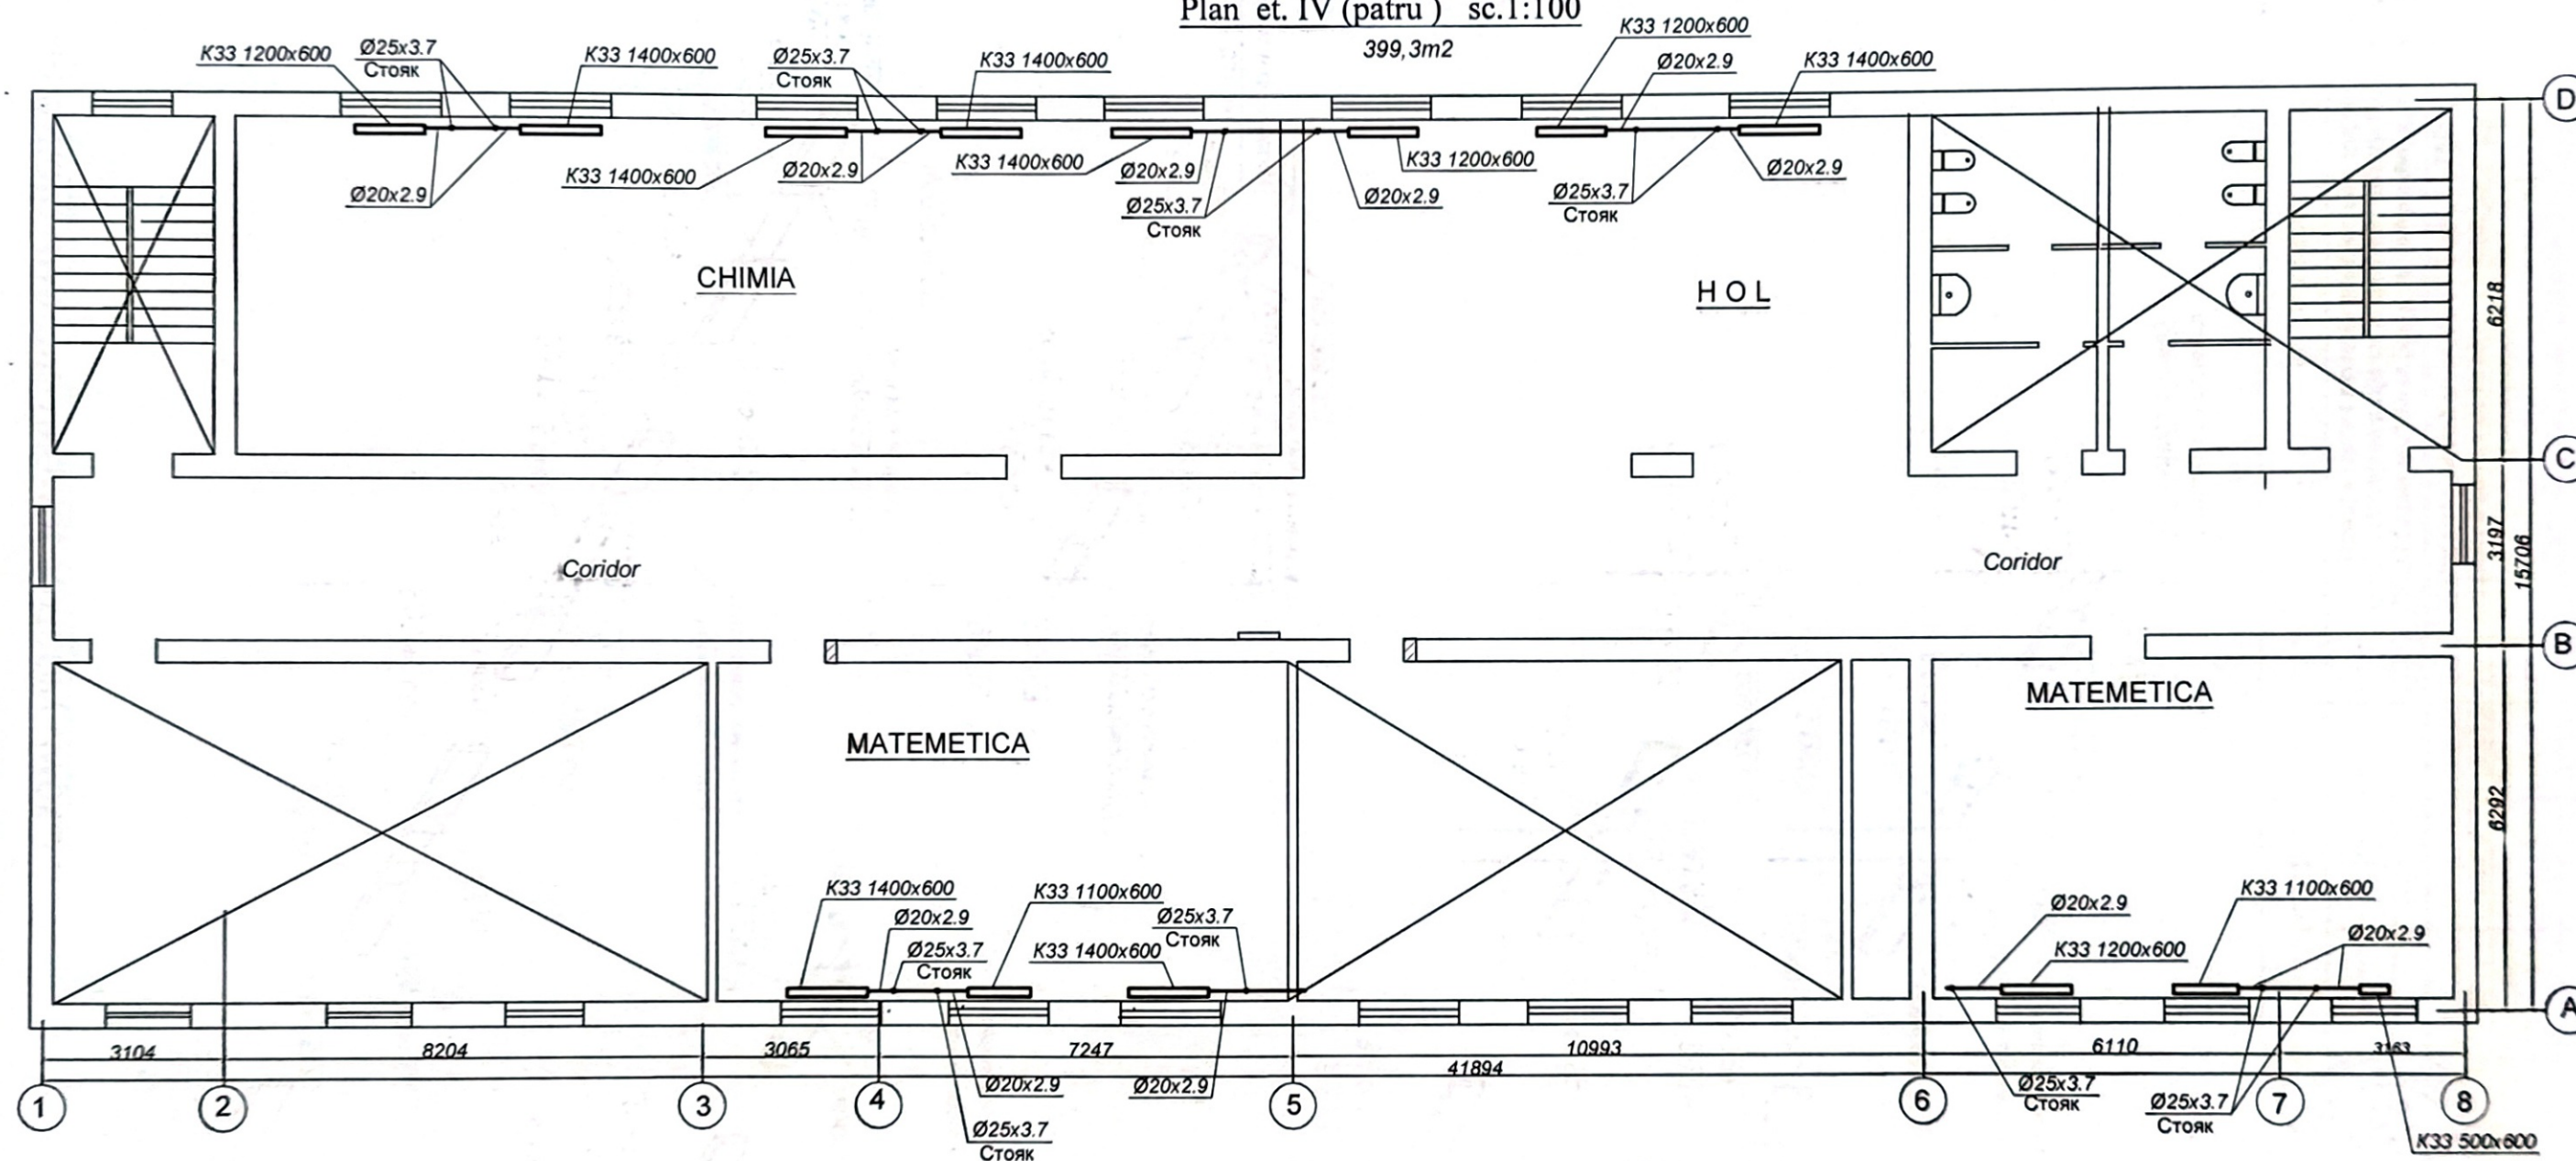 Plan et. IV (patru ) sc.1:100
399,3m2
K33 1200x600
Ø25x3.7
Стояк
K33 1400x600
Ø25x3.7
Стояк
K33 1400x600
K33 1200x600
Ø20x2.9
K33 1400x600
D
Ø20x2.9
K33 1400x600
Ø20x2.9
K33 1400x600
Ø20x2.9
Ø25x3.7
Стояк
K33 1200x600
Ø20x2.9
Ø25x3.7
Стояк
Ø20x2.9
CHIMIA
H O L
6218
C
Coridor
Coridor
3197
15706
B
MATEMETICA
MATEMETICA
6292
K33 1400x600
Ø20x2.9
Ø25x3.7
Стояк
K33 1100x600
K33 1400x600
Ø25x3.7
Стояк
Ø20x2.9
K33 1200x600
K33 1100x600
Ø20x2.9
A
3104
8204
3065
7247
10993
6110
3163
41894
Ø20x2.9
Ø20x2.9
Ø25x3.7
Стояк
Ø25x3.7
Стояк
Ø25x3.7
Стояк
K33 500x600
1
2
3
4
5
6
7
8